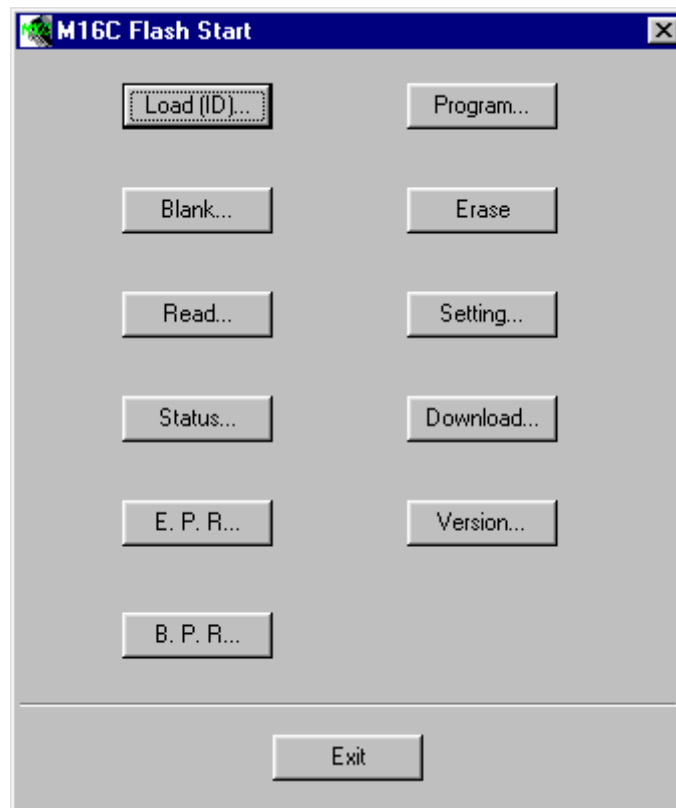 M16C Flash Start
Load (ID)...
Program...
Blank...
Erase
Read...
Setting...
Status...
Download...
E. P. R...
Version...
B. P. R...
Exit